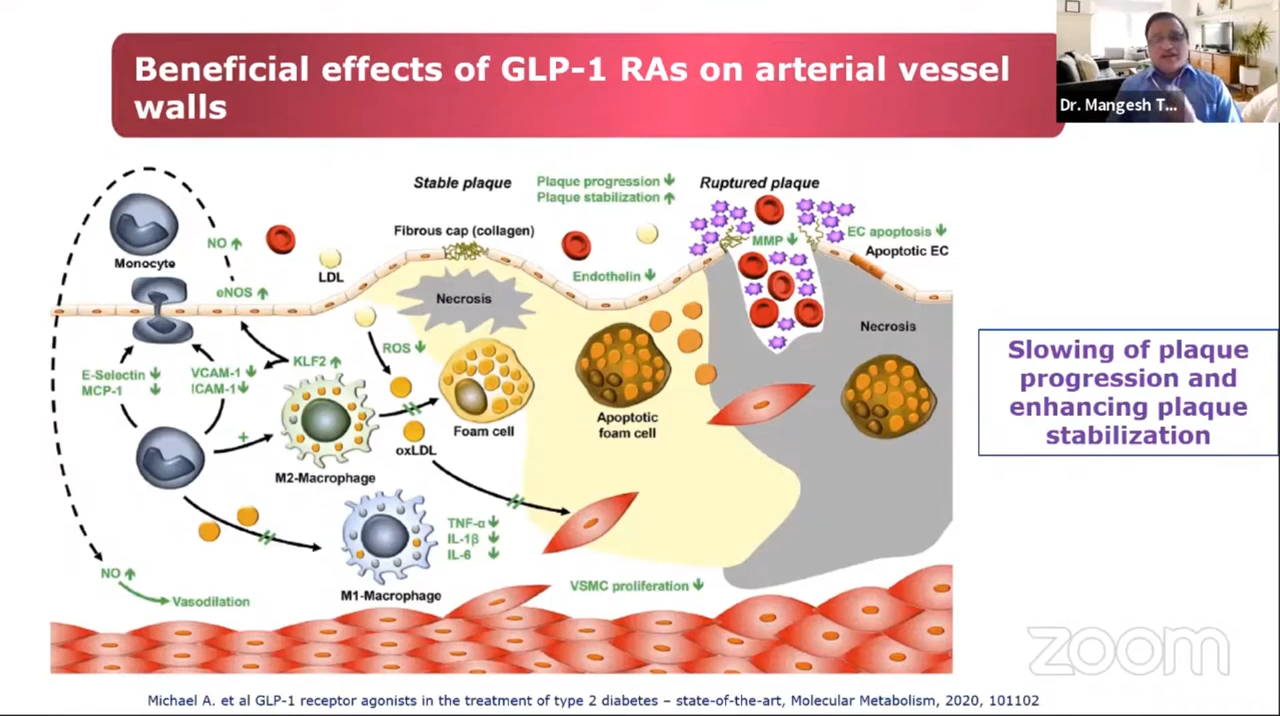 Beneficial effects of GLP-1 RAs on arterial vessel
walls
Dr. Mangesh T...
Stable plaque
Plaque progression ↓
Plaque stabilization ↑
Ruptured plaque
Fibrous cap (collagen)
NO ↑
Monocyte
LDL
MMP ↓
EC apoptosis ↓
Apoptotic EC
Endothelin ↓
eNOS ↑
Necrosis
Necrosis
ROS ↓
E-Selectin ↓
MCP-1 ↓
VCAM-1 ↓
ICAM-1 ↓
KLF2 ↑
+
Foam cell
Apoptotic
foam cell
oxLDL
M2-Macrophage
Slowing of plaque
progression and
enhancing plaque
stabilization
TNF-α ↓
IL-1β ↓
IL-6 ↓
NO ↑
Vasodilation
M1-Macrophage
VSMC proliferation ↓
zoom
Michael A. et al GLP-1 receptor agonists in the treatment of type 2 diabetes – state-of-the-art, Molecular Metabolism, 2020, 101102